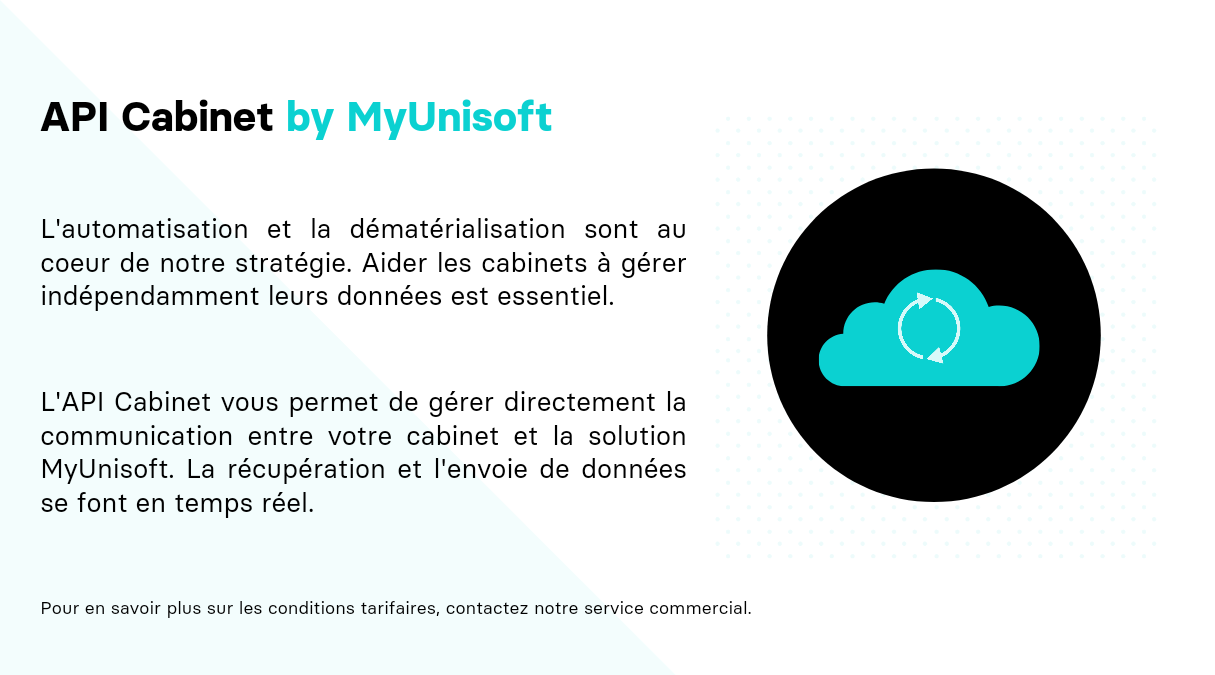 API Cabinet by MyUnisoft
L'automatisation et la dématérialisation sont au
coeur de notre stratégie. Aider les cabinets à gérer
indépendamment leurs données est essentiel.
L'API Cabinet vous permet de gérer directement la
communication entre votre cabinet et la solution
MyUnisoft. La récupération et l'envoie de données
se font en temps réel.
Pour en savoir plus sur les conditions tarifaires, contactez notre service commercial.